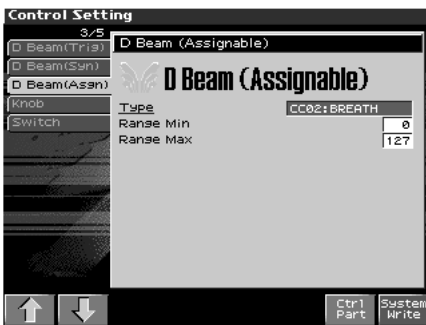 Control Setting
3/5
D Beam(Trig)
D Beam(Syn)
D Beam(Asgn)
Knob
Switch
D Beam (Assignable)
D Beam (Assignable)
Type CC02:BREATH
Range Min 0
Range Max 127
Ctrl Part
System Write